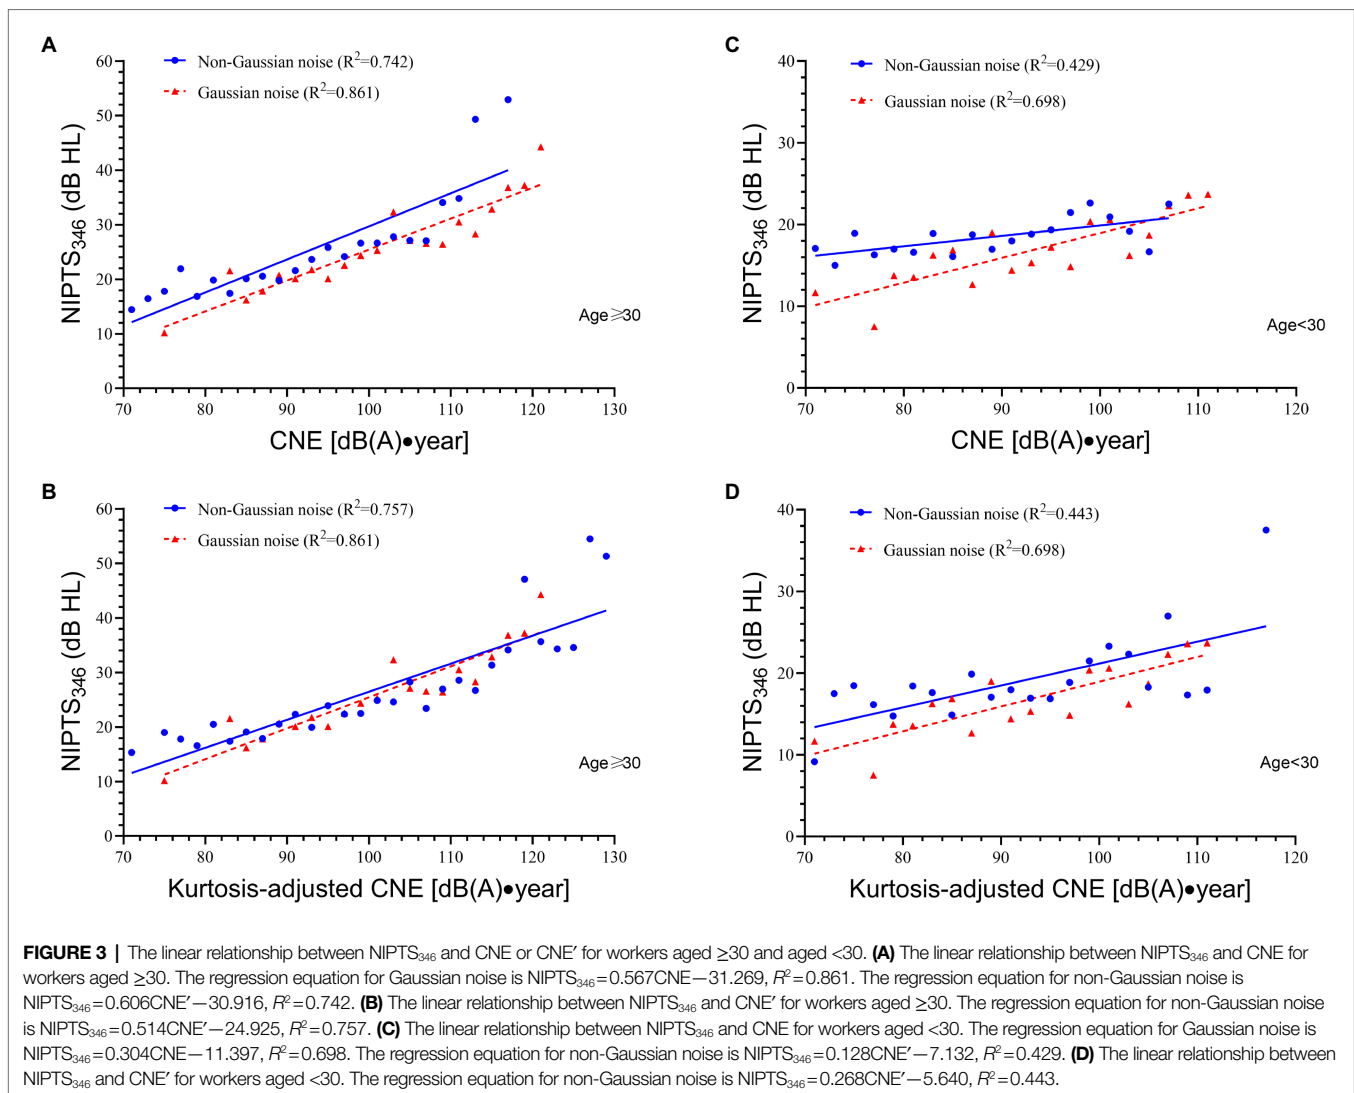 A
Non-Gaussian noise (R²=0.742)
Gaussian noise (R²=0.861)
NIPTS₃₄₆ (dB HL)
60
50
40
30
20
10
0
Age⩾30
70 80 90 100 110 120 130
CNE [dB(A)•year]
C
Non-Gaussian noise (R²=0.429)
Gaussian noise (R²=0.698)
NIPTS₃₄₆ (dB HL)
40
30
20
10
0
Age<30
70 80 90 100 110 120
CNE [dB(A)•year]
B
Non-Gaussian noise (R²=0.757)
Gaussian noise (R²=0.861)
NIPTS₃₄₆ (dB HL)
60
50
40
30
20
10
0
Age⩾30
70 80 90 100 110 120 130
Kurtosis-adjusted CNE [dB(A)•year]
D
Non-Gaussian noise (R²=0.443)
Gaussian noise (R²=0.698)
NIPTS₃₄₆ (dB HL)
40
30
20
10
0
Age<30
70 80 90 100 110 120
Kurtosis-adjusted CNE [dB(A)•year]
FIGURE 3 | The linear relationship between NIPTS₃₄₆ and CNE or CNE′ for workers aged ≥30 and aged <30. (A) The linear relationship between NIPTS₃₄₆ and CNE for
workers aged ≥30. The regression equation for Gaussian noise is NIPTS₃₄₆=0.567CNE—31.269, R²=0.861. The regression equation for non-Gaussian noise is
NIPTS₃₄₆=0.606CNE′—30.916, R²=0.742. (B) The linear relationship between NIPTS₃₄₆ and CNE′ for workers aged ≥30. The regression equation for non-Gaussian noise
is NIPTS₃₄₆=0.514CNE′—24.925, R²=0.757. (C) The linear relationship between NIPTS₃₄₆ and CNE for workers aged <30. The regression equation for Gaussian noise is
NIPTS₃₄₆=0.304CNE—11.397, R²=0.698. The regression equation for non-Gaussian noise is NIPTS₃₄₆=0.128CNE′—7.132, R²=0.429. (D) The linear relationship between
NIPTS₃₄₆ and CNE′ for workers aged <30. The regression equation for non-Gaussian noise is NIPTS₃₄₆=0.268CNE′—5.640, R²=0.443.